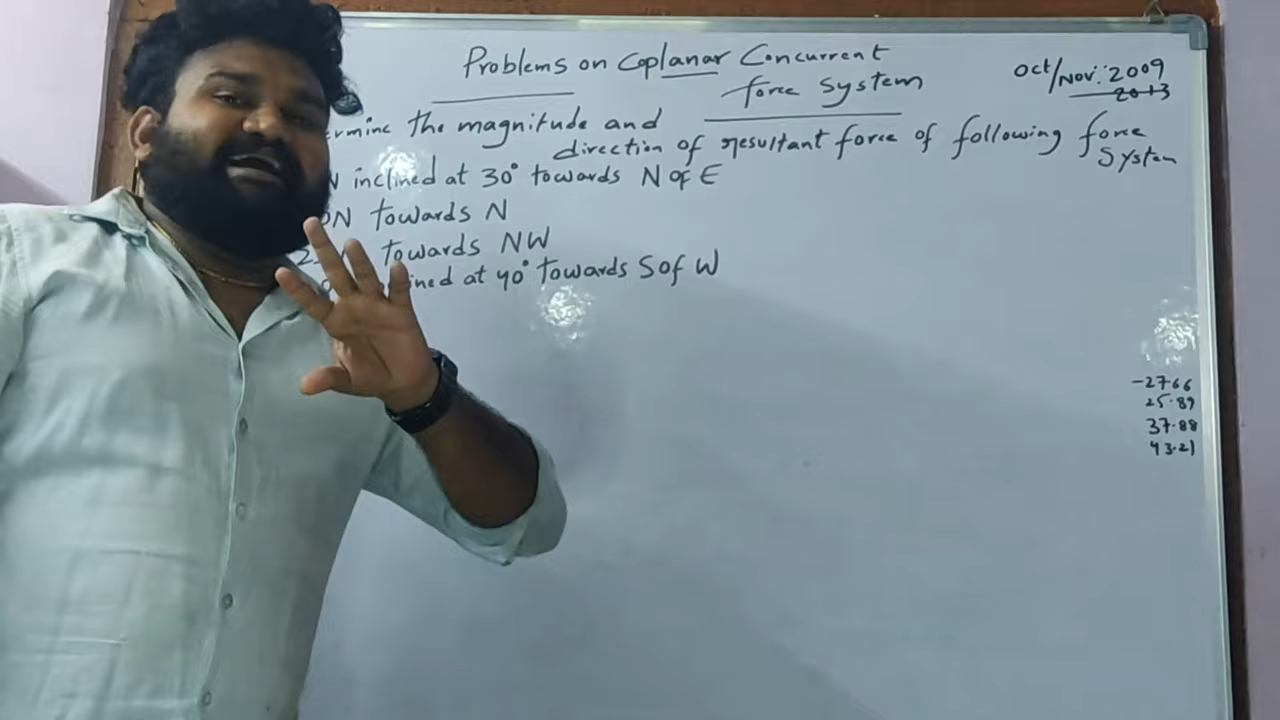 Problems on Coplanar Concurrent
force System
Oct/Nov: 2009
2013
ermine the magnitude and
direction of resultant force of following force
System
N inclined at 30° towards N of E
0N towards N
towards NW
ined at 40° towards S of W
-27.66
25.89
37.88
43.21